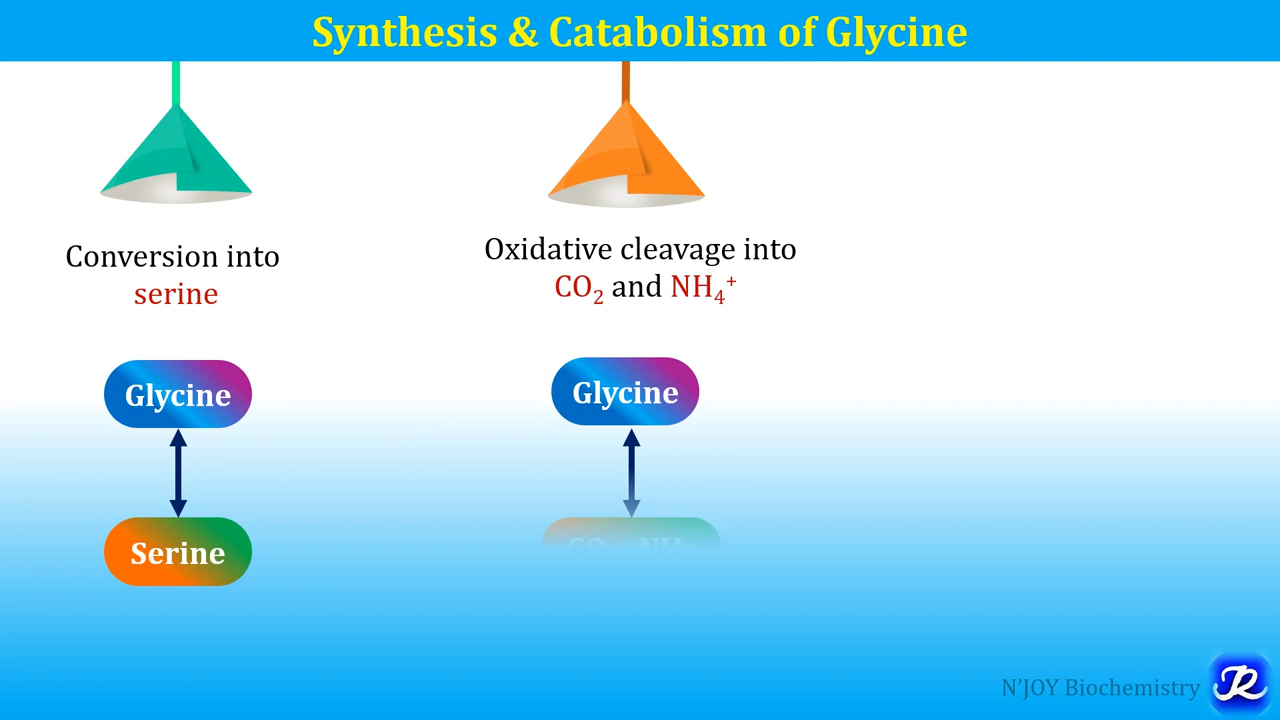 Synthesis & Catabolism of Glycine
Conversion into
serine
Oxidative cleavage into
CO₂ and NH₄⁺
Glycine
Serine
Glycine
N'JOY Biochemistry